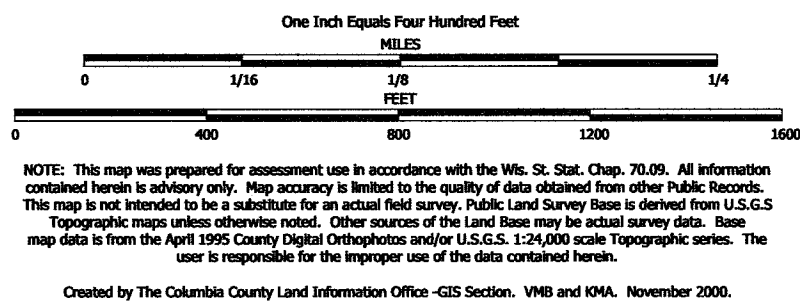 One Inch Equals Four Hundred Feet
MILES
0 1/16 1/8 1/4
FEET
0 400 800 1200 1600
NOTE: This map was prepared for assessment use in accordance with the Wis. St. Stat. Chap. 70.09. All information
contained herein is advisory only. Map accuracy is limited to the quality of data obtained from other Public Records.
This map is not intended to be a substitute for an actual field survey. Public Land Survey Base is derived from U.S.G.S
Topographic maps unless otherwise noted. Other sources of the Land Base may be actual survey data. Base
map data is from the April 1995 County Digital Orthophotos and/or U.S.G.S. 1:24,000 scale Topographic series. The
user is responsible for the improper use of the data contained herein.
Created by The Columbia County Land Information Office -GIS Section. VMB and KMA. November 2000.